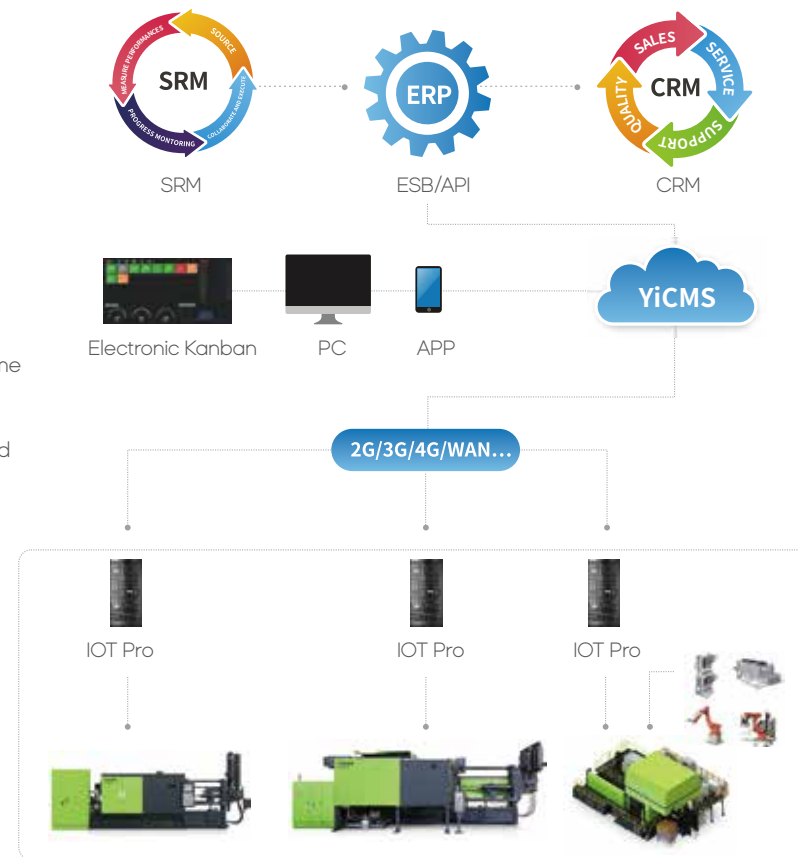 MEASURE PERFORMANCES
SOURCE
COLLABORATE AND EXECUTE
PROGRESS MONTORING
SRM
ERP
SALES
SERVICE
SUPPORT
QUALITY
CRM
SRM
ESB/API
CRM
YiCMS
Electronic Kanban
PC
APP
me
d
2G/3G/4G/WAN...
IOT Pro
IOT Pro
IOT Pro